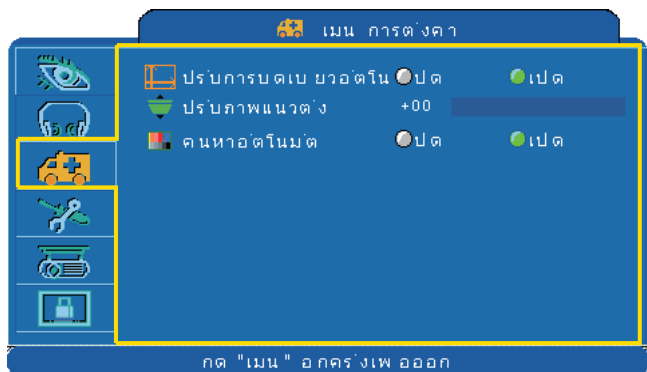 เมน การต่งคา
ปร่บการบดเบ ยวอ่ตโน ปด เปด
ปร่บภาพแนวต่ง +00
คนหาอ่ตโนม่ต ปด เปด
กด "เมน" อกคร่งเพ อออก